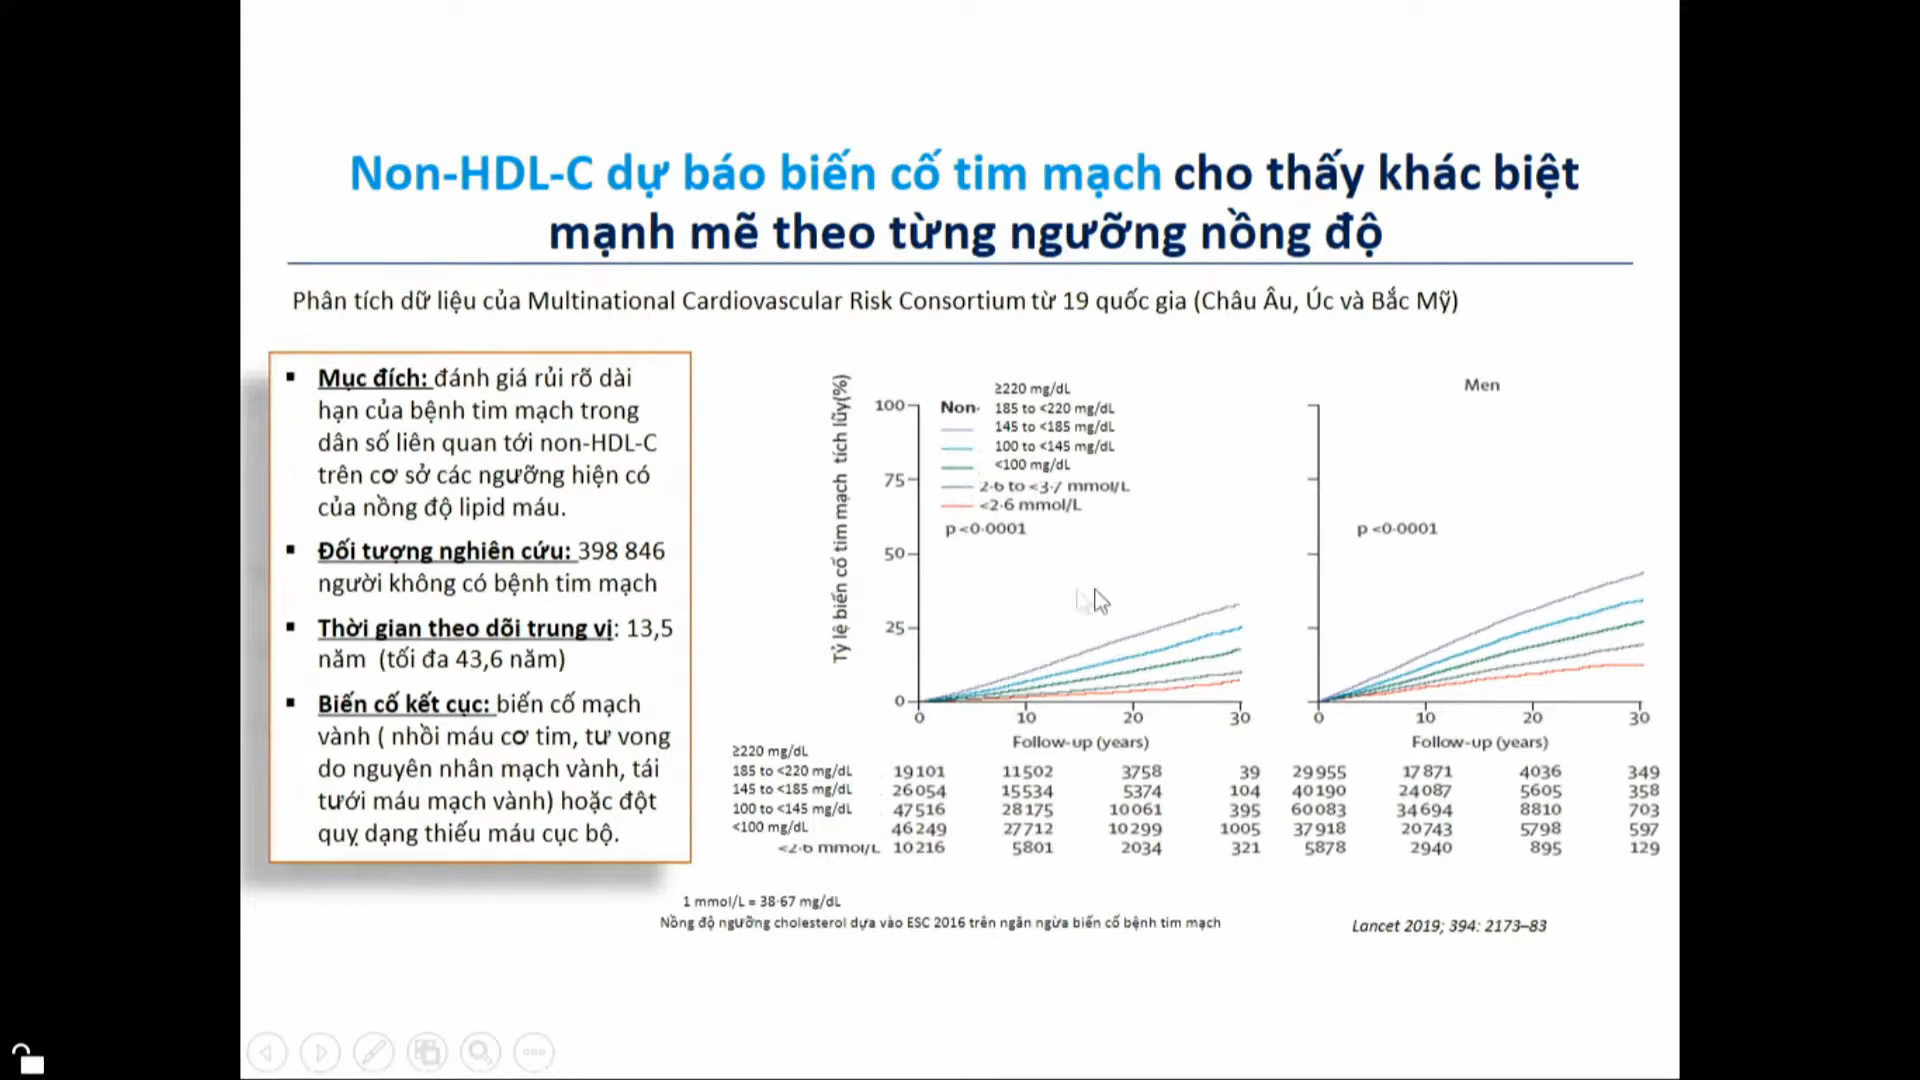 Non-HDL-C dự báo biến cố tim mạch cho thấy khác biệt
mạnh mẽ theo từng ngưỡng nồng độ
Phân tích dữ liệu của Multinational Cardiovascular Risk Consortium từ 19 quốc gia (Châu Âu, Úc và Bắc Mỹ)
Mục đích: đánh giá rủi rõ dài
hạn của bệnh tim mạch trong
dân số liên quan tới non-HDL-C
trên cơ sở các ngưỡng hiện có
của nồng độ lipid máu.
Đối tượng nghiên cứu: 398 846
người không có bệnh tim mạch
Thời gian theo dõi trung vị: 13,5
năm (tối đa 43,6 năm)
Biến cố kết cục: biến cố mạch
vành ( nhồi máu cơ tim, tư vong
do nguyên nhân mạch vành, tái
tưới máu mạch vành) hoặc đột
quỵ dạng thiếu máu cục bộ.
Tỷ lệ biến cố tim mạch tích lũy(%)
100
75
50
25
0
Non-
≥220 mg/dL
185 to <220 mg/dL
145 to <185 mg/dL
100 to <145 mg/dL
<100 mg/dL
2·6 to <3·7 mmol/L
<2·6 mmol/L
p <0·0001
0 10 20 30
Follow-up (years)
Men
p <0·0001
0 10 20 30
Follow-up (years)
≥220 mg/dL
185 to <220 mg/dL 19101 11502 3758 39 29955 17871 4036 349
145 to <185 mg/dL 26054 15534 5374 104 40190 24087 5605 358
100 to <145 mg/dL 47516 28175 10061 395 60083 34694 8810 703
<100 mg/dL 46249 27712 10299 1005 37918 20743 5798 597
<2·6 mmol/L 10216 5801 2034 321 5878 2940 895 129
1 mmol/L = 38·67 mg/dL
Nồng độ ngưỡng cholesterol dựa vào ESC 2016 trên ngăn ngừa biến cố bệnh tim mạch
Lancet 2019; 394: 2173–83